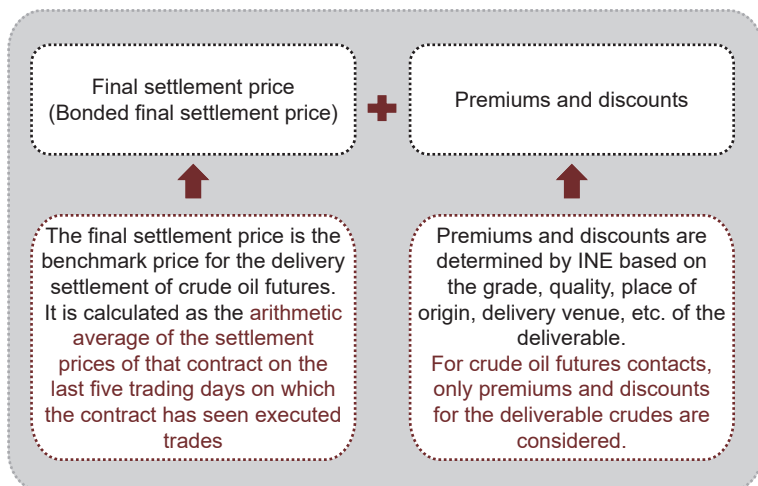 Final settlement price
(Bonded final settlement price)
Premiums and discounts
The final settlement price is the
benchmark price for the delivery
settlement of crude oil futures.
It is calculated as the arithmetic
average of the settlement
prices of that contract on the
last five trading days on which
the contract has seen executed
trades
Premiums and discounts are
determined by INE based on
the grade, quality, place of
origin, delivery venue, etc. of the
deliverable.
For crude oil futures contacts,
only premiums and discounts
for the deliverable crudes are
considered.